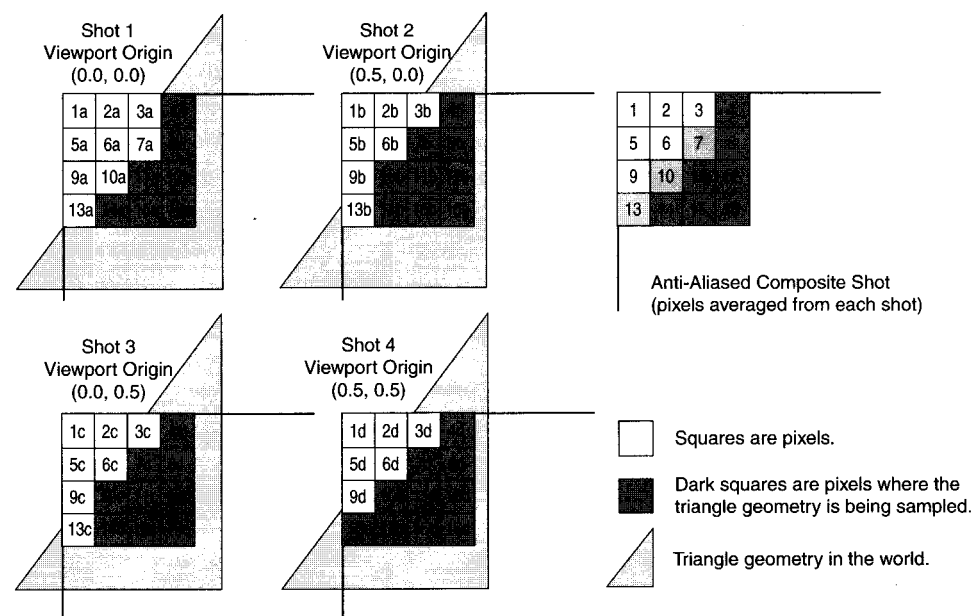 Shot 1
Viewport Origin
(0.0, 0.0)
1a 2a 3a
5a 6a 7a
9a 10a
13a
Shot 2
Viewport Origin
(0.5, 0.0)
1b 2b 3b
5b 6b
9b
13b
1 2 3
5 6 7
9 10
13
Anti-Aliased Composite Shot
(pixels averaged from each shot)
Shot 3
Viewport Origin
(0.0, 0.5)
1c 2c 3c
5c 6c
9c
13c
Shot 4
Viewport Origin
(0.5, 0.5)
1d 2d 3d
5d 6d
9d
Squares are pixels.
Dark squares are pixels where the
triangle geometry is being sampled.
Triangle geometry in the world.